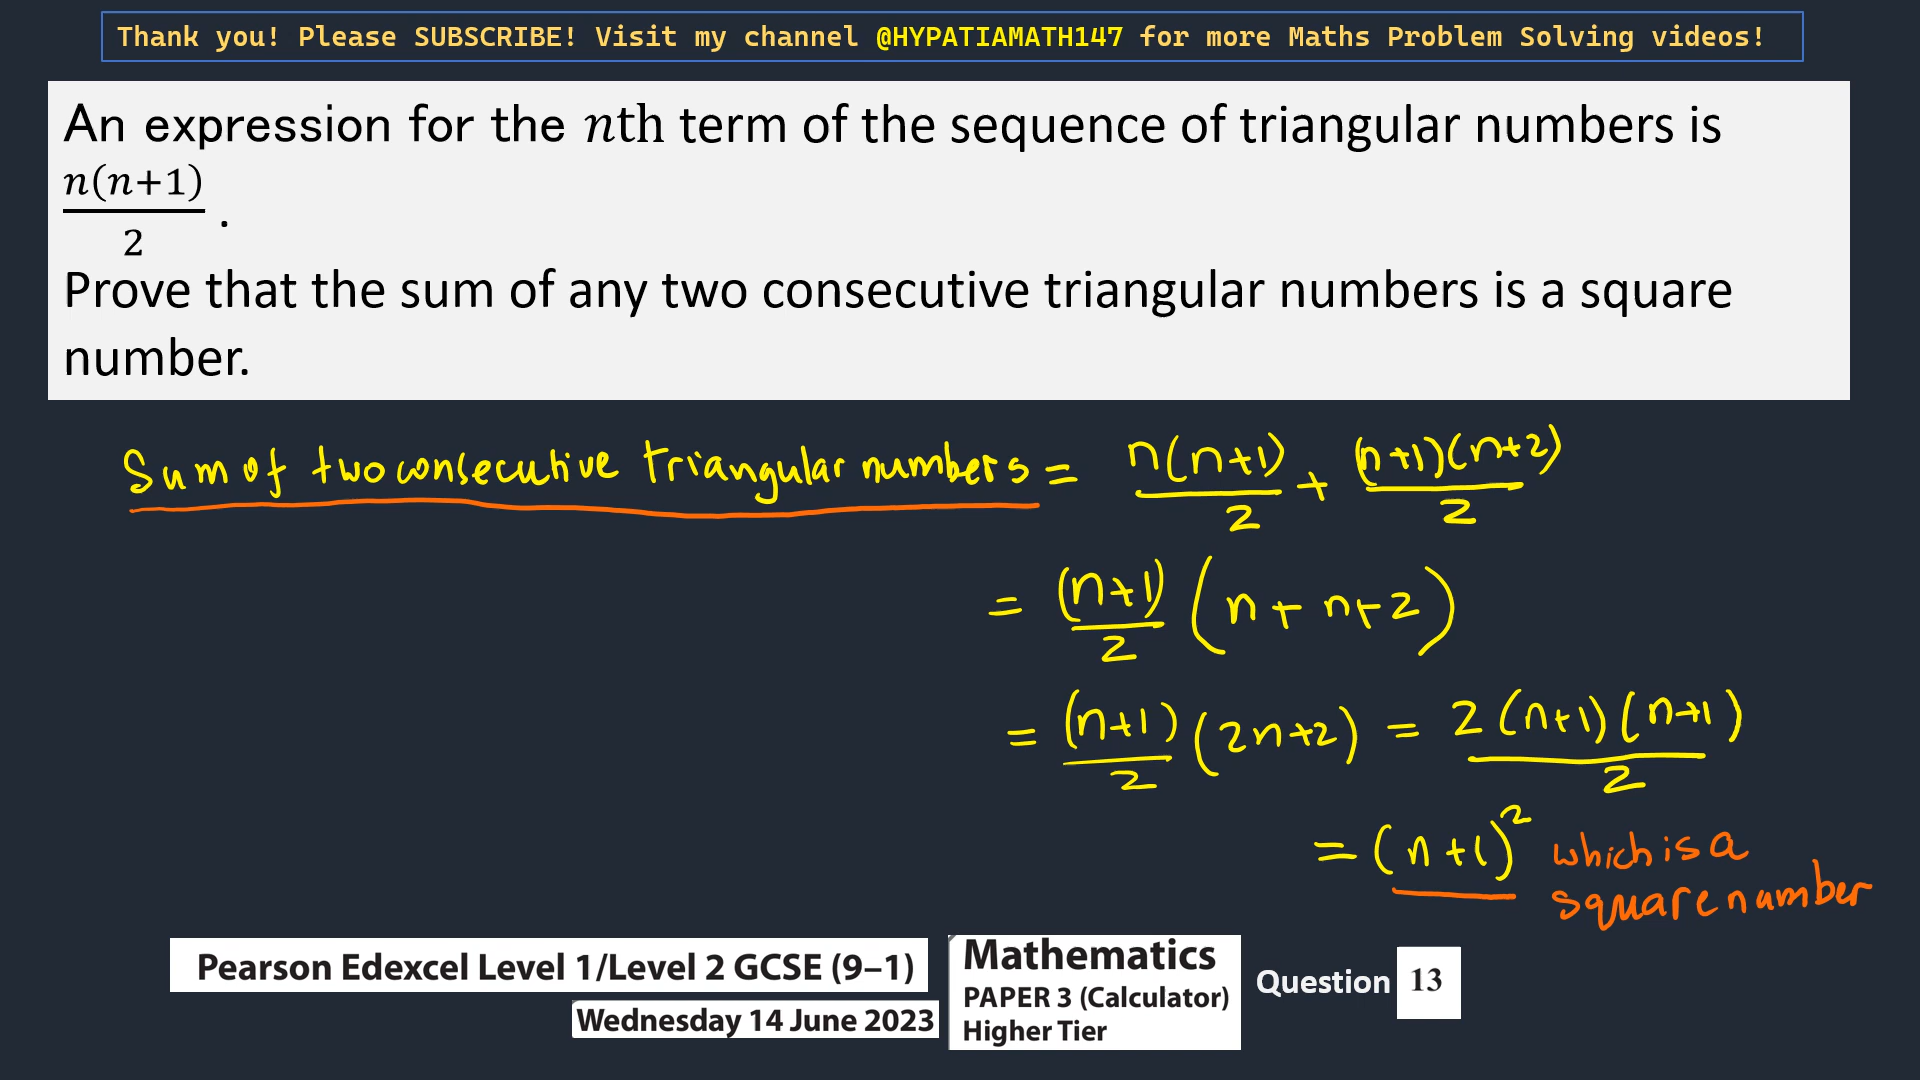 Thank you! Please SUBSCRIBE! Visit my channel @HYPATIAMATH147 for more Maths Problem Solving videos!
An expression for the nth term of the sequence of triangular numbers is
n(n+1)/2 .
Prove that the sum of any two consecutive triangular numbers is a square
number.
Sum of two consecutive triangular numbers = n(n+1)/2 + (n+1)(n+2)/2
= (n+1)/2 (n + n+2)
= (n+1)/2 (2n+2) = 2(n+1)(n+1)/2
= (n+1)² which is a
square number
Pearson Edexcel Level 1/Level 2 GCSE (9–1)
Wednesday 14 June 2023
Mathematics
PAPER 3 (Calculator)
Higher Tier
Question 13